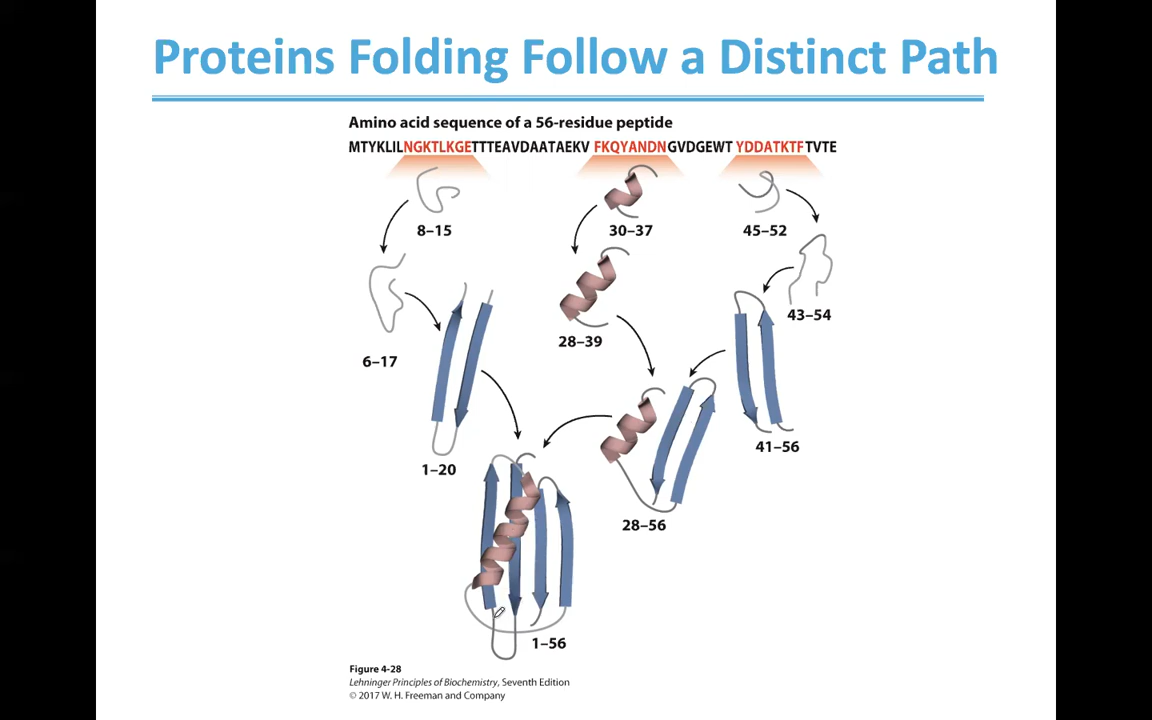 Proteins Folding Follow a Distinct Path
Amino acid sequence of a 56-residue peptide
MTYKLILNGKTLKGETTTEAVDAATAEKV FKQYANDNGVDGEWT YDDATKTFTVTE
8–15
30–37
45–52
43–54
28–39
6–17
41–56
1–20
28–56
1–56
Figure 4-28
Lehninger Principles of Biochemistry, Seventh Edition
© 2017 W. H. Freeman and Company